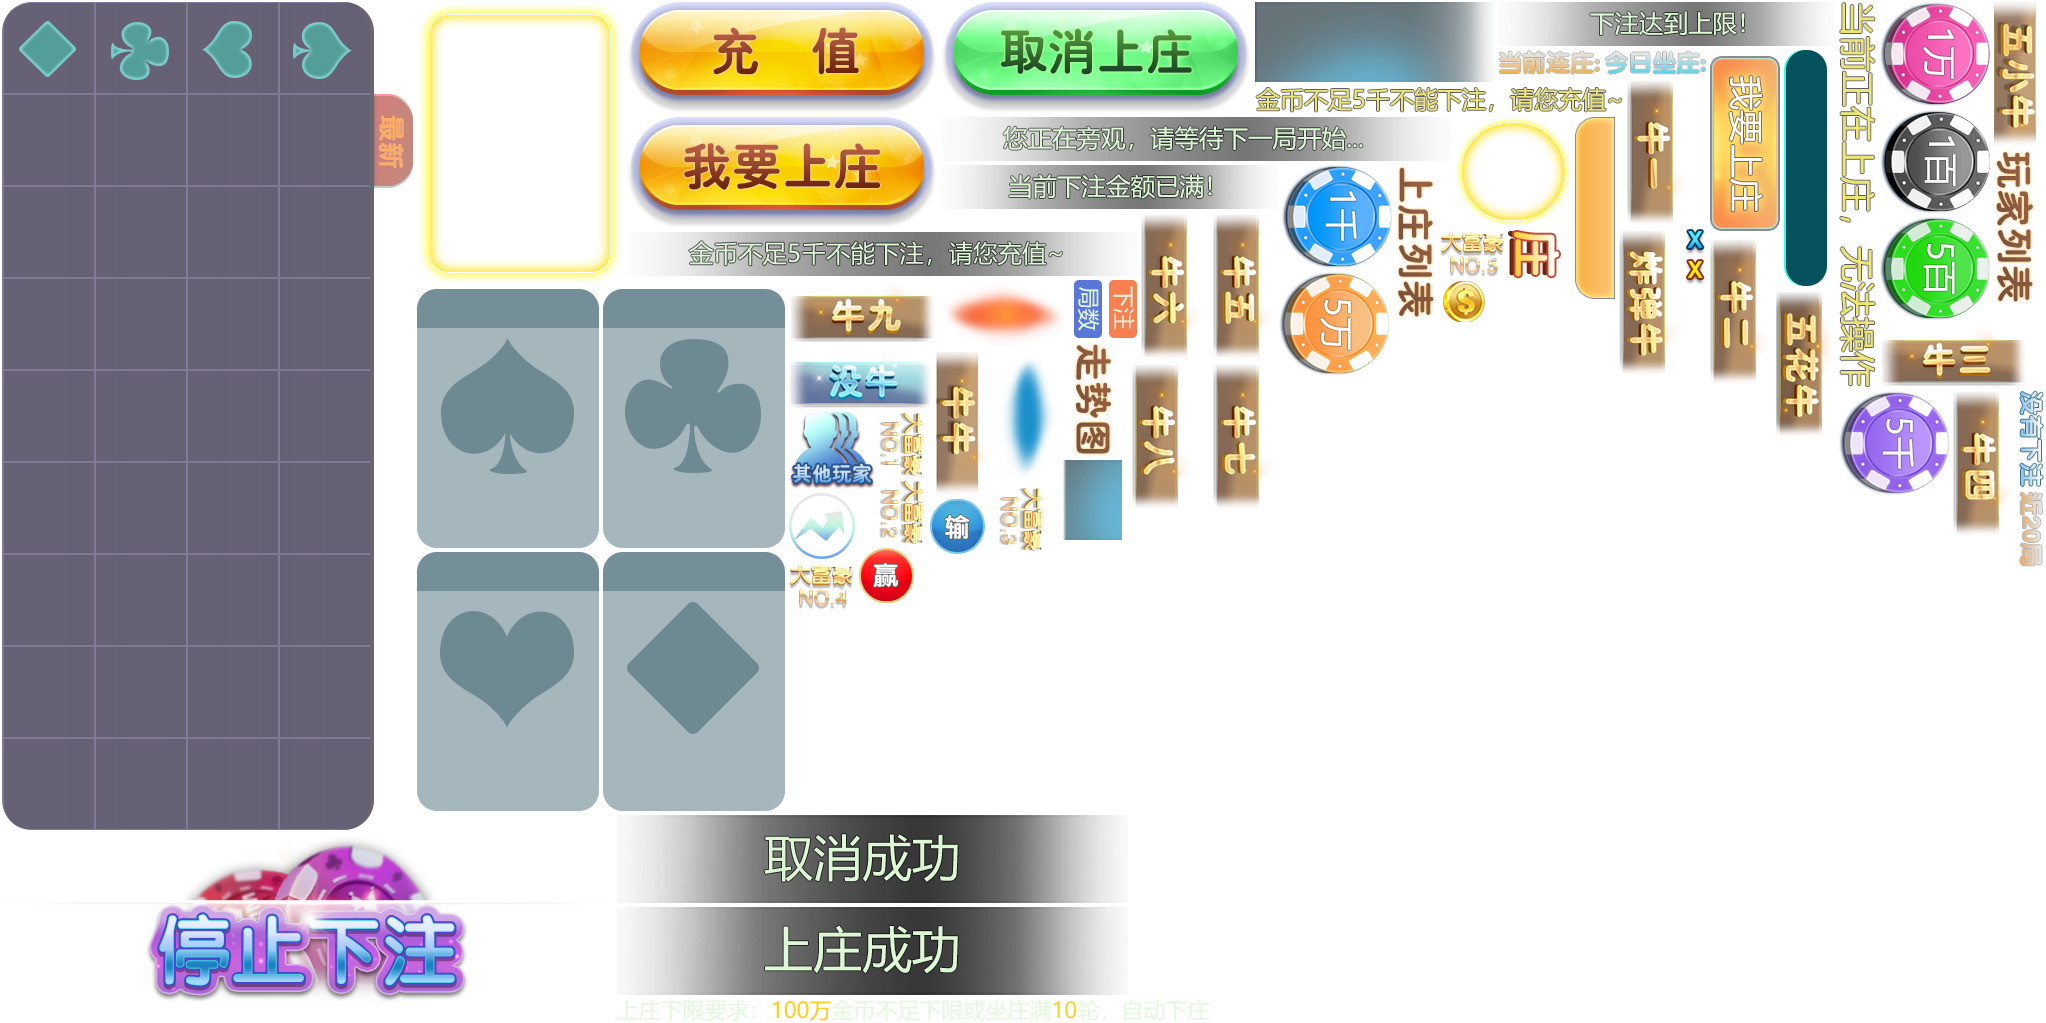 最新
充 值
取消上庄
我要上庄
下注达到上限!
当前连庄:
今日坐庄:
金币不足5千不能下注，请您充值~
您正在旁观，请等待下一局开始...
当前下注金额已满!
金币不足5千不能下注，请您充值~
我要上庄
当前正在上庄，无法操作
1万
1百
5百
5千
1千
5万
五小牛
玩家列表
上庄列表
大富豪
NO.5
庄
$
牛一
炸弹牛
X
X
牛二
五花牛
牛三
牛四
没有下注
近20局
牛九
没牛
其他玩家
大富豪
NO.1
大富豪
NO.2
大富豪
NO.3
大富豪
NO.4
牛牛
输
赢
局数
下注
走势图
牛六
牛五
牛八
牛七
停止下注
取消成功
上庄成功
上庄下限要求：100万金币不足下限或坐庄满10轮，自动下庄